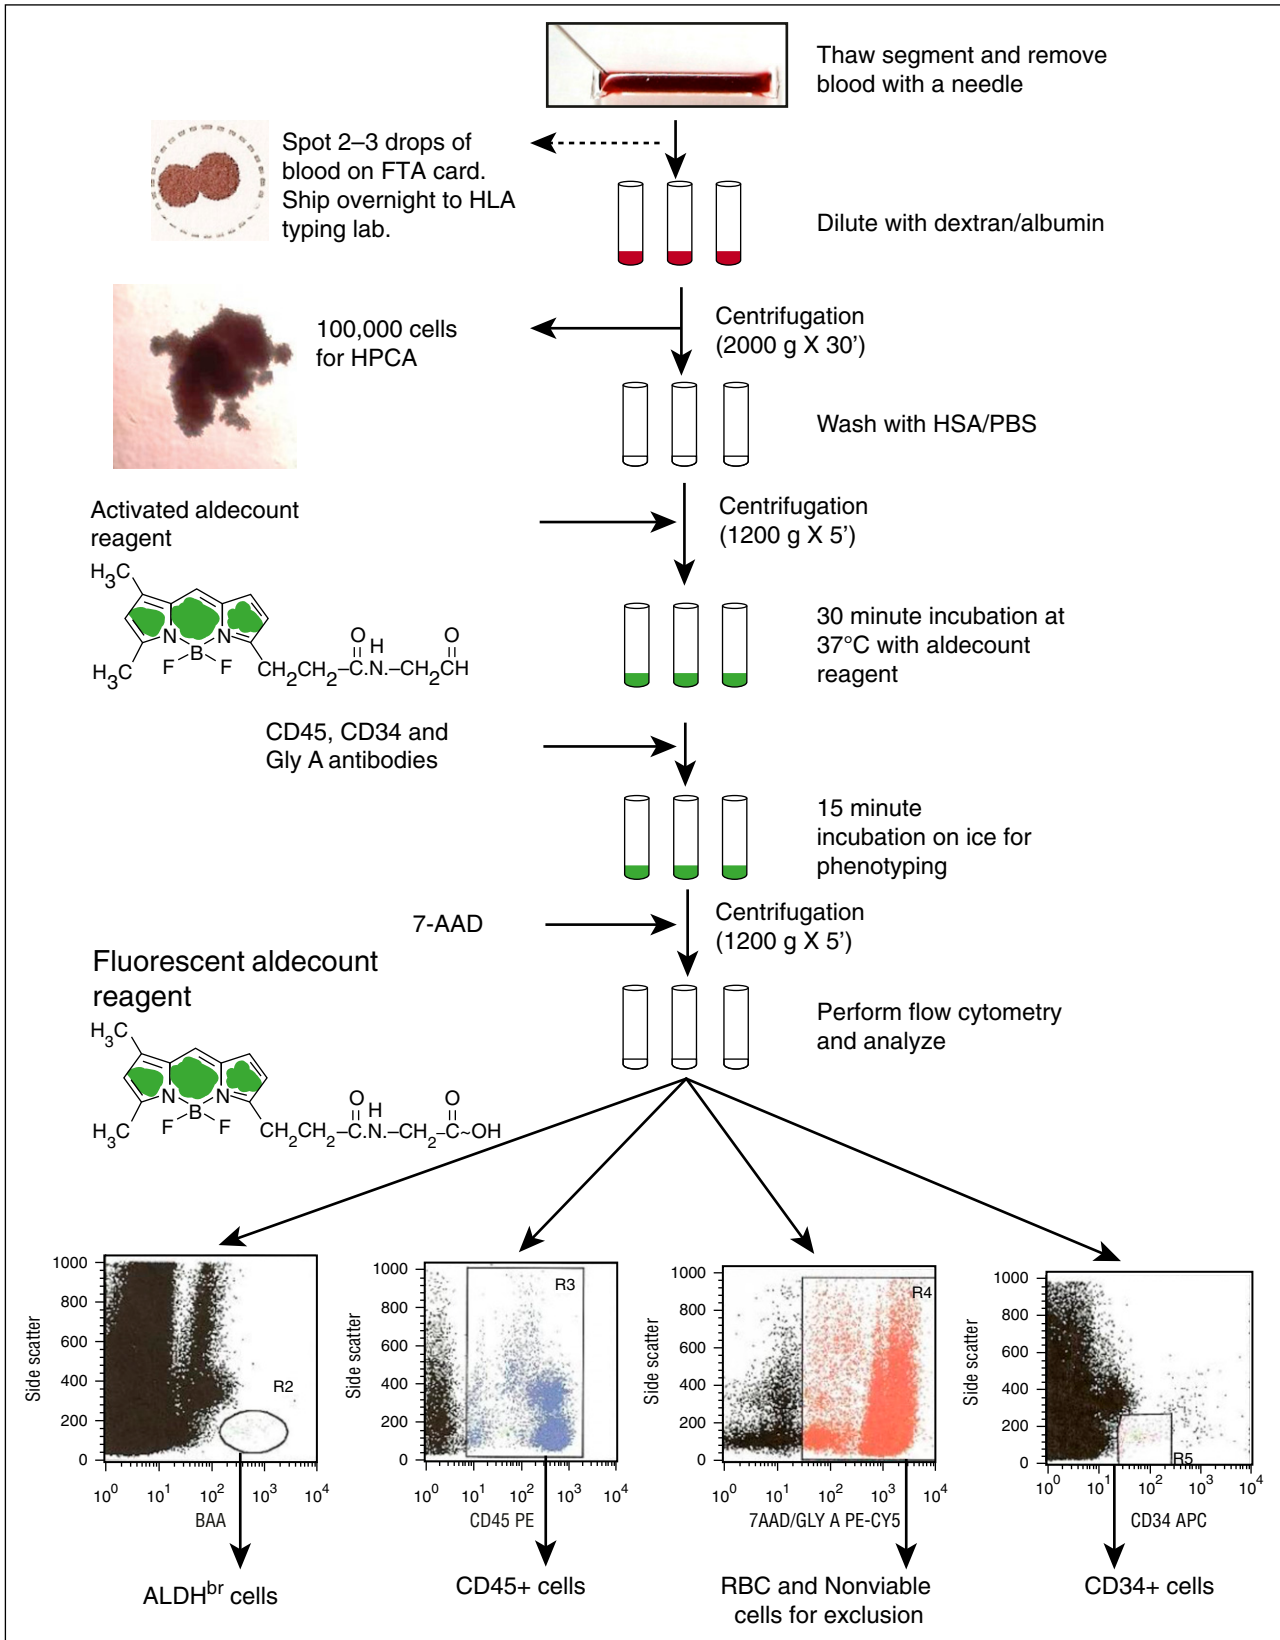 Thaw segment and remove
blood with a needle
Spot 2–3 drops of
blood on FTA card.
Ship overnight to HLA
typing lab.
Dilute with dextran/albumin
100,000 cells
for HPCA
Centrifugation
(2000 g X 30’)
Wash with HSA/PBS
Activated aldecount
reagent
Centrifugation
(1200 g X 5’)
H3C
N N
B
F F
H3C
CH2CH2–C.N.–CH2CH
O H O
30 minute incubation at
37°C with aldecount
reagent
CD45, CD34 and
Gly A antibodies
15 minute
incubation on ice for
phenotyping
7-AAD
Centrifugation
(1200 g X 5’)
Fluorescent aldecount
reagent
Perform flow cytometry
and analyze
H3C
N N
B
F F
H3C
CH2CH2–C.N.–CH2–C~OH
O H O
Side scatter
1000
800
600
400
200
0
R2
10^0 10^1 10^2 10^3 10^4
BAA
ALDH^br cells
Side scatter
1000
800
600
400
200
0
R3
10^0 10^1 10^2 10^3 10^4
CD45 PE
CD45+ cells
Side scatter
1000
800
600
400
200
0
R4
10^0 10^1 10^2 10^3 10^4
7AAD/GLY A PE-CY5
RBC and Nonviable
cells for exclusion
Side scatter
1000
800
600
400
200
0
R5
10^0 10^1 10^2 10^3 10^4
CD34 APC
CD34+ cells